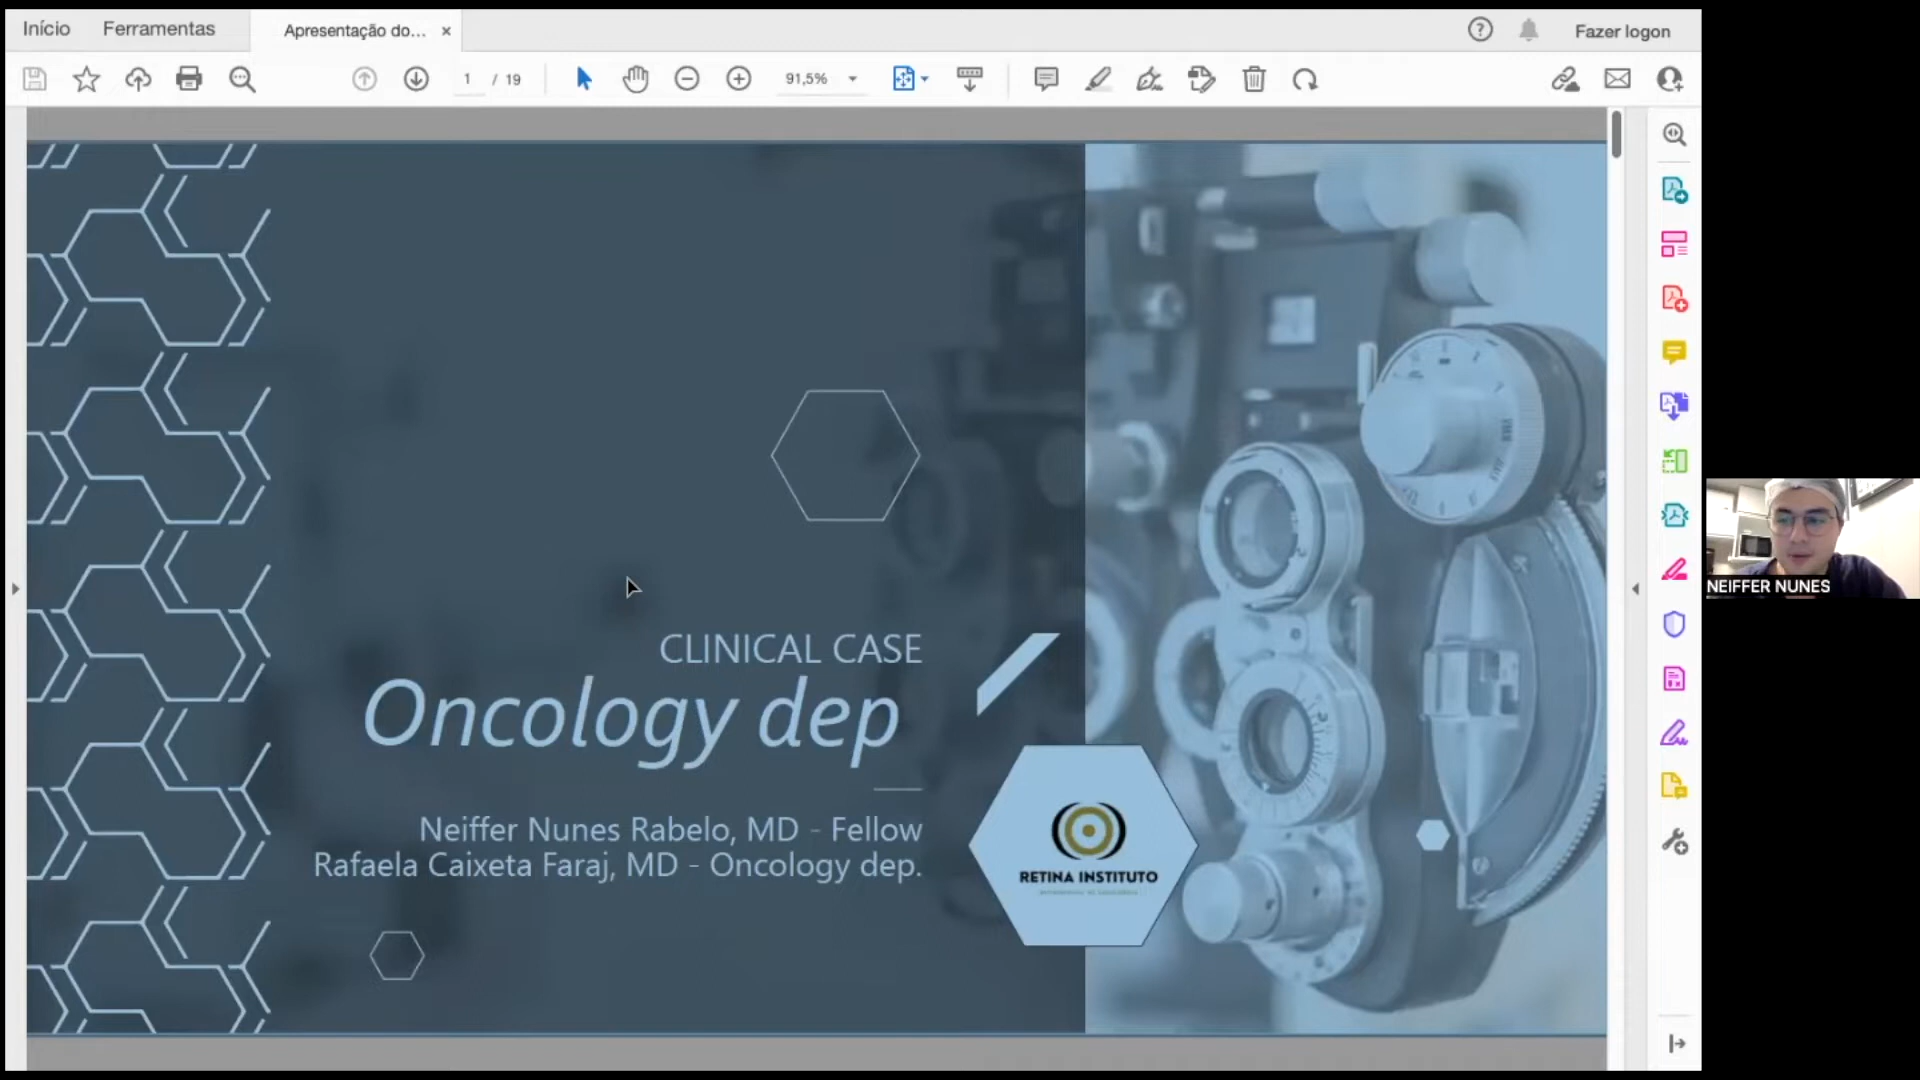 Início Ferramentas Apresentação do... × Fazer logon
1 / 19 91,5%
CLINICAL CASE
Oncology dep
Neiffer Nunes Rabelo, MD - Fellow
Rafaela Caixeta Faraj, MD - Oncology dep.
RETINA INSTITUTO
NEIFFER NUNES